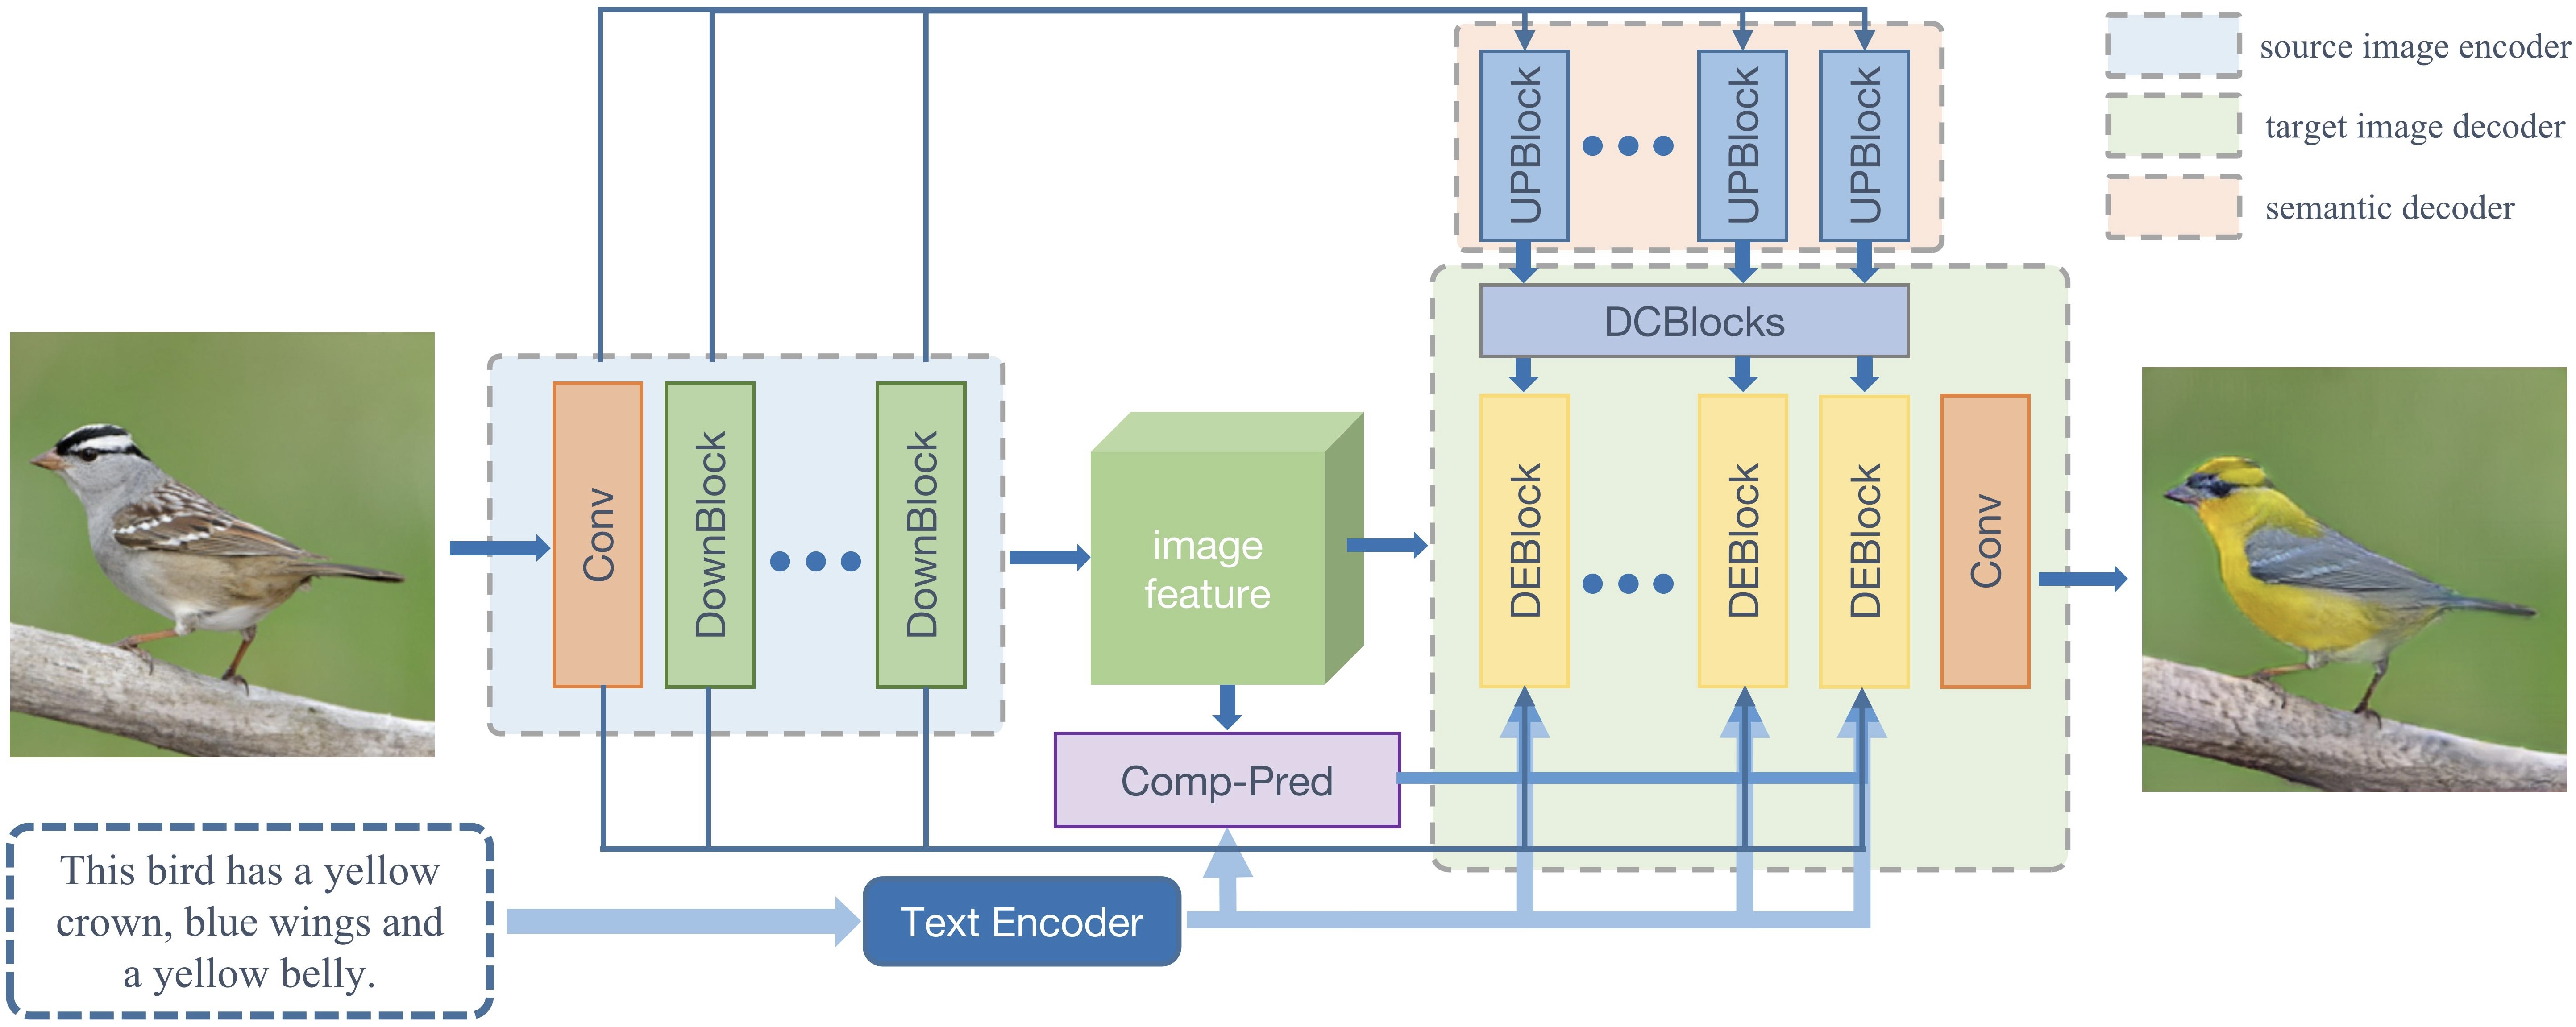 source image encoder
target image decoder
semantic decoder
UPBlock
UPBlock
UPBlock
DCBlocks
Conv
DownBlock
DownBlock
image
feature
DEBlock
DEBlock
DEBlock
Conv
Comp-Pred
This bird has a yellow
crown, blue wings and
a yellow belly.
Text Encoder